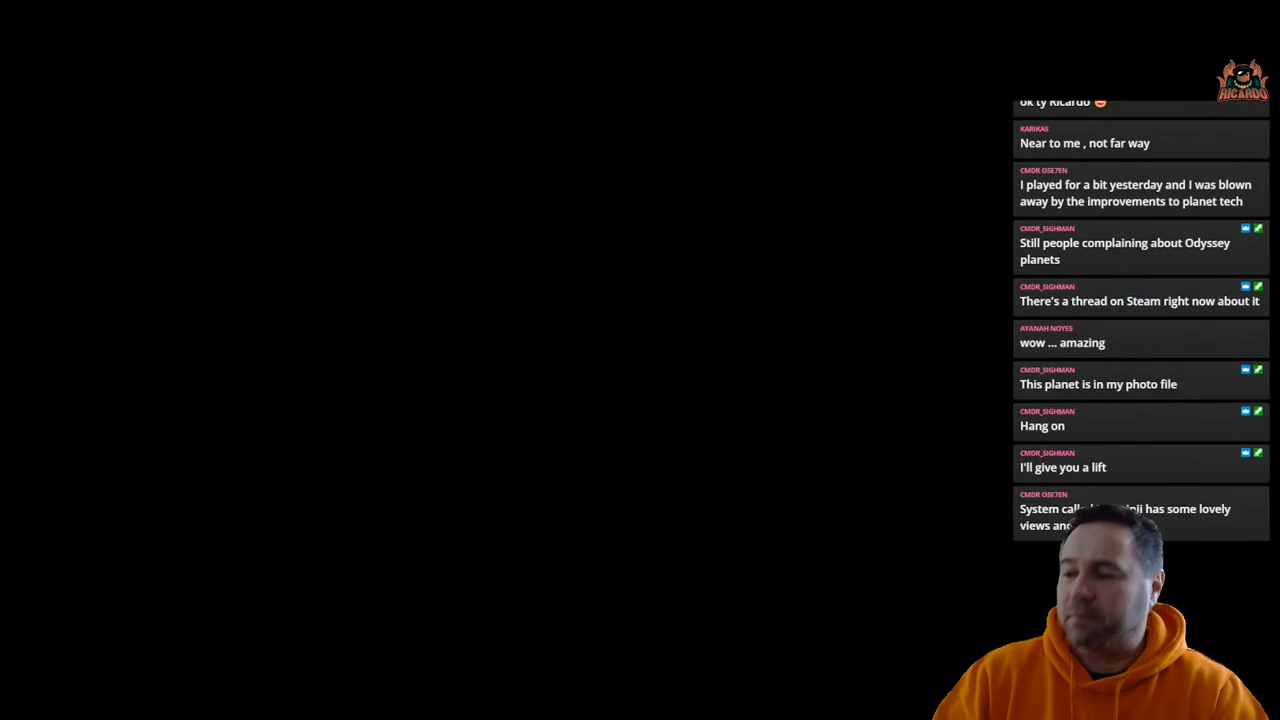 RICARDO
ok ty Ricardo
KARIKAS
Near to me , not far way
CMDR OSE7EN
I played for a bit yesterday and I was blown
away by the improvements to planet tech
CMDR_SIGHMAN
Still people complaining about Odyssey
planets
CMDR_SIGHMAN
There's a thread on Steam right now about it
AYANAH NOYES
wow ... amazing
CMDR_SIGHMAN
This planet is in my photo file
CMDR_SIGHMAN
Hang on
CMDR_SIGHMAN
I'll give you a lift
CMDR OSE7EN
System has some lovely
views